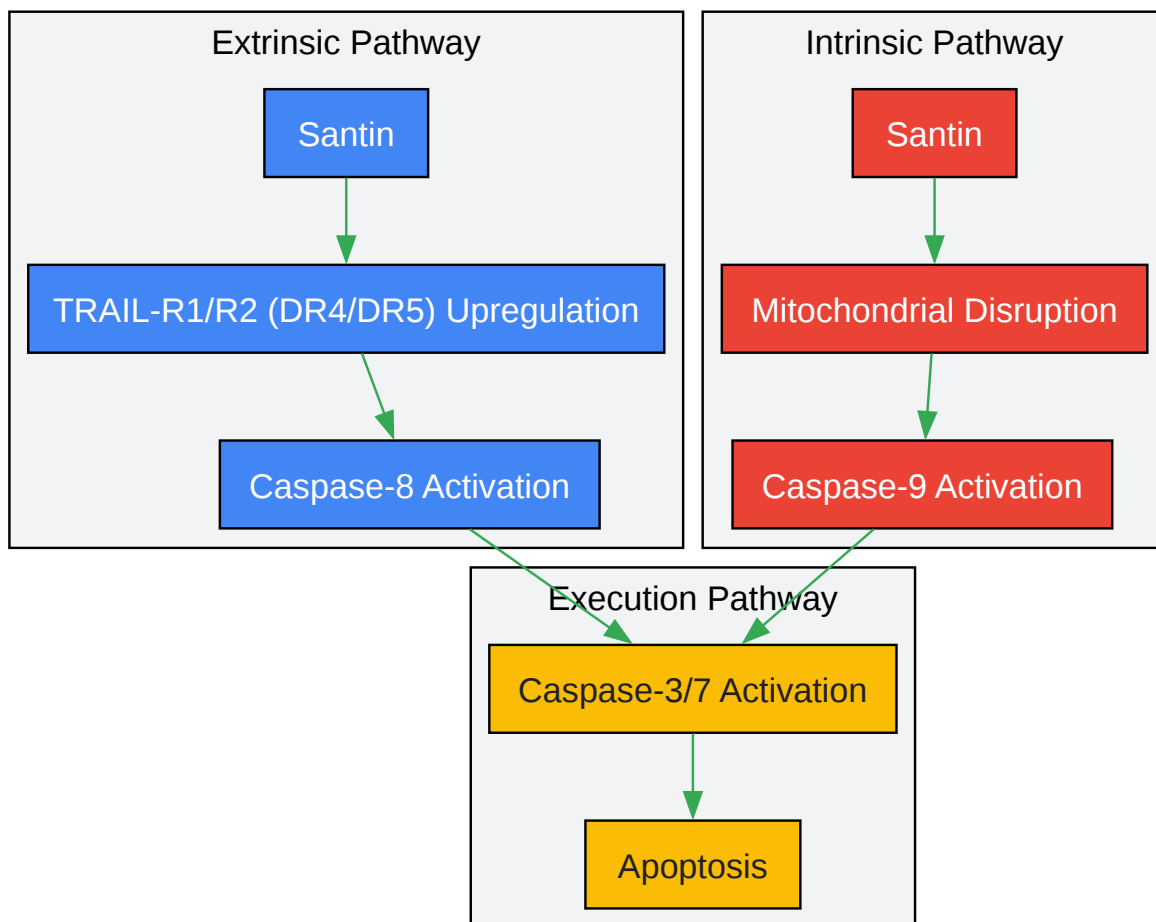 Extrinsic Pathway
Santin
TRAIL-R1/R2 (DR4/DR5) Upregulation
Caspase-8 Activation
Intrinsic Pathway
Santin
Mitochondrial Disruption
Caspase-9 Activation
Execution Pathway
Caspase-3/7 Activation
Apoptosis